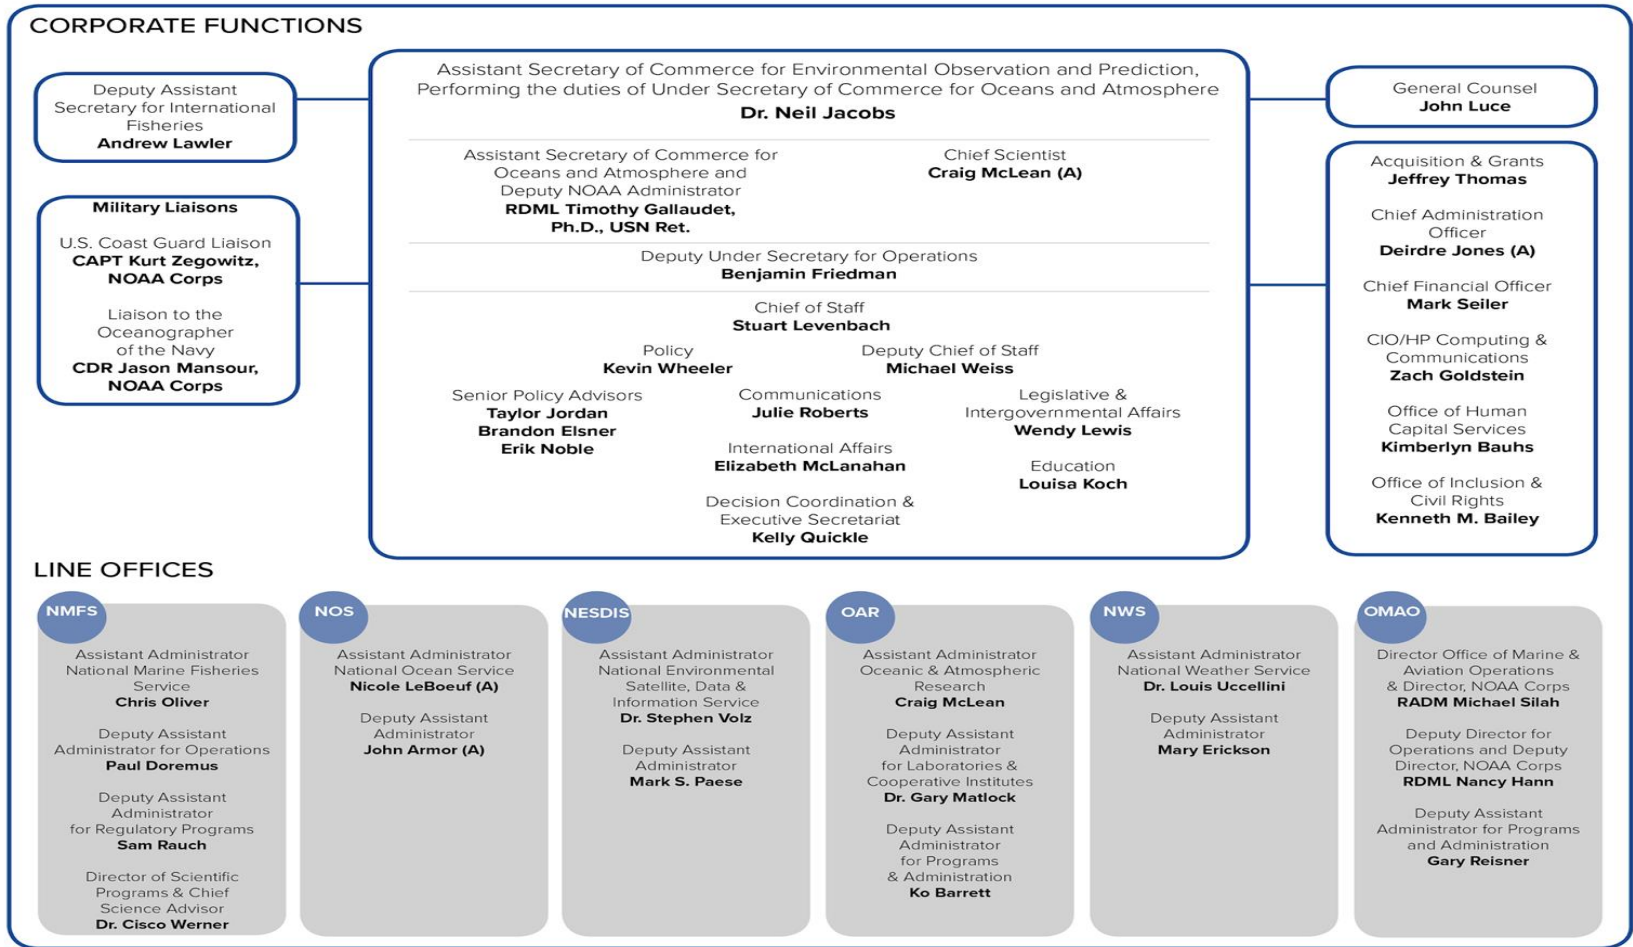 CORPORATE FUNCTIONS
Deputy Assistant
Secretary for International
Fisheries
Andrew Lawler
Military Liaisons
U.S. Coast Guard Liaison
CAPT Kurt Zegowitz,
NOAA Corps
Liaison to the
Oceanographer
of the Navy
CDR Jason Mansour,
NOAA Corps
Assistant Secretary of Commerce for Environmental Observation and Prediction,
Performing the duties of Under Secretary of Commerce for Oceans and Atmosphere
Dr. Neil Jacobs
Assistant Secretary of Commerce for
Oceans and Atmosphere and
Deputy NOAA Administrator
RDML Timothy Gallaudet,
Ph.D., USN Ret.
Chief Scientist
Craig McLean (A)
Deputy Under Secretary for Operations
Benjamin Friedman
Chief of Staff
Stuart Levenbach
Policy
Kevin Wheeler
Deputy Chief of Staff
Michael Weiss
Senior Policy Advisors
Taylor Jordan
Brandon Elsner
Erik Noble
Communications
Julie Roberts
International Affairs
Elizabeth McLanahan
Decision Coordination &
Executive Secretariat
Kelly Quickle
Legislative &
Intergovernmental Affairs
Wendy Lewis
Education
Louisa Koch
General Counsel
John Luce
Acquisition & Grants
Jeffrey Thomas
Chief Administration
Officer
Deirdre Jones (A)
Chief Financial Officer
Mark Seiler
CIO/HP Computing &
Communications
Zach Goldstein
Office of Human
Capital Services
Kimberlyn Bauhs
Office of Inclusion &
Civil Rights
Kenneth M. Bailey
LINE OFFICES
NMFS
Assistant Administrator
National Marine Fisheries
Service
Chris Oliver
Deputy Assistant
Administrator for Operations
Paul Doremus
Deputy Assistant
Administrator
for Regulatory Programs
Sam Rauch
Director of Scientific
Programs & Chief
Science Advisor
Dr. Cisco Werner
NOS
Assistant Administrator
National Ocean Service
Nicole LeBoeuf (A)
Deputy Assistant
Administrator
John Armor (A)
NESDIS
Assistant Administrator
National Environmental
Satellite, Data &
Information Service
Dr. Stephen Volz
Deputy Assistant
Administrator
Mark S. Paese
OAR
Assistant Administrator
Oceanic & Atmospheric
Research
Craig McLean
Deputy Assistant
Administrator
for Laboratories &
Cooperative Institutes
Dr. Gary Matlock
Deputy Assistant
Administrator
for Programs
& Administration
Ko Barrett
NWS
Assistant Administrator
National Weather Service
Dr. Louis Uccellini
Deputy Assistant
Administrator
Mary Erickson
OMAO
Director Office of Marine &
Aviation Operations
& Director, NOAA Corps
RADM Michael Silah
Deputy Director for
Operations and Deputy
Director, NOAA Corps
RDML Nancy Hann
Deputy Assistant
Administrator for Programs
and Administration
Gary Reisner